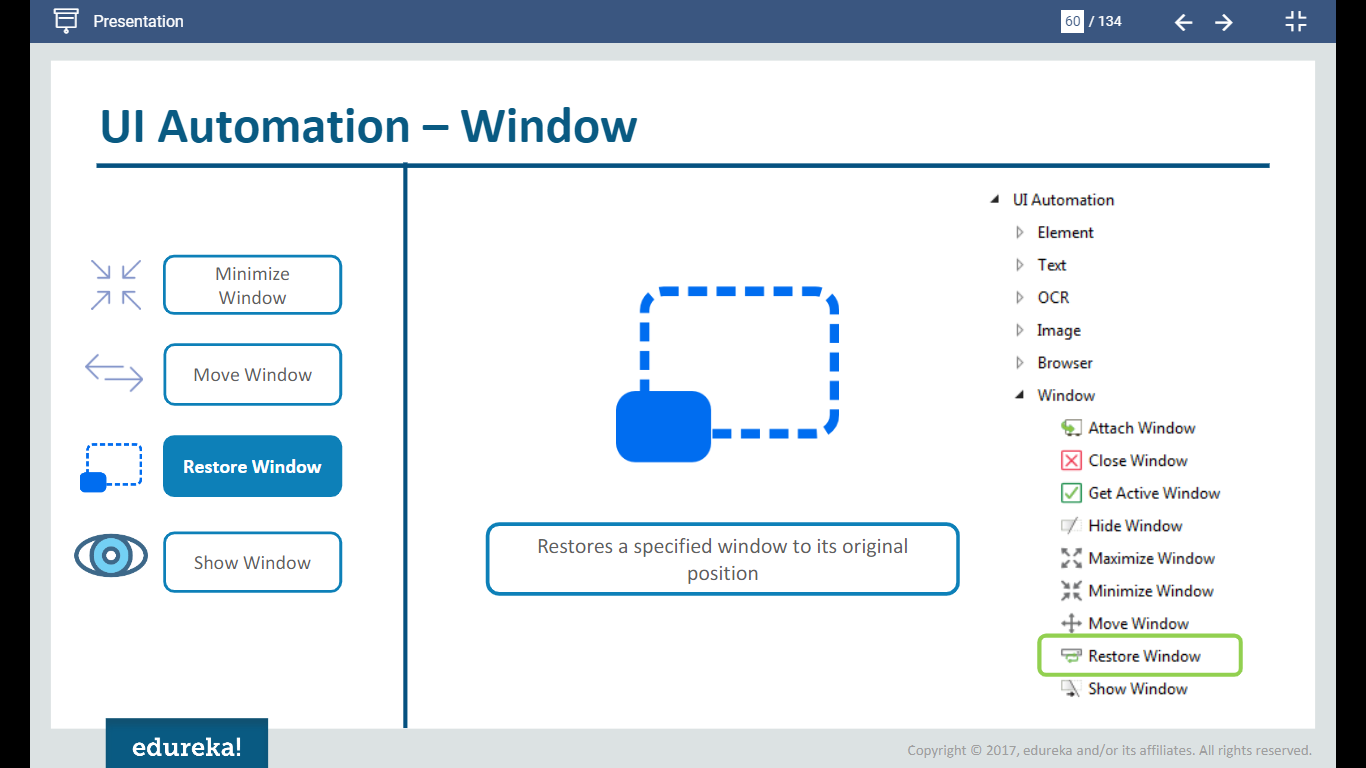 Presentation
60 / 134
UI Automation – Window
Minimize
Window
Move Window
Restore Window
Show Window
Restores a specified window to its original
position
UI Automation
Element
Text
OCR
Image
Browser
Window
Attach Window
Close Window
Get Active Window
Hide Window
Maximize Window
Minimize Window
Move Window
Restore Window
Show Window
edureka!
Copyright © 2017, edureka and/or its affiliates. All rights reserved.